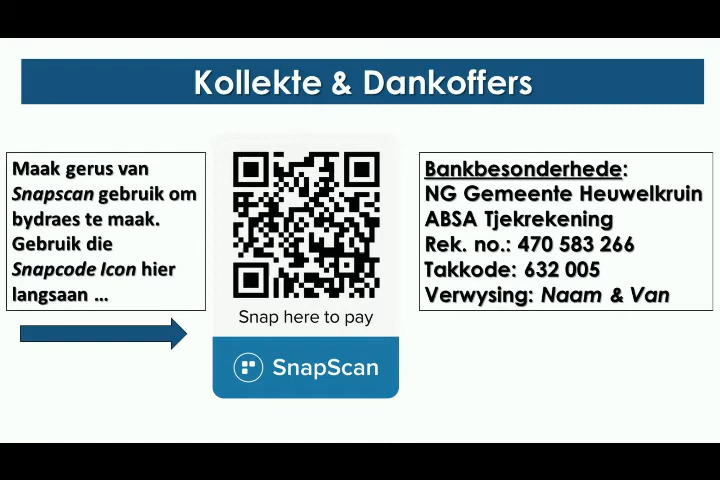 Kollekte & Dankoffers
Maak gerus van
Snapscan gebruik om
bydraes te maak.
Gebruik die
Snapcode Icon hier
langsaan ...
Snap here to pay
SnapScan
Bankbesonderhede:
NG Gemeente Heuwelkruin
ABSA Tjekrekening
Rek. no.: 470 583 266
Takkode: 632 005
Verwysing: Naam & Van